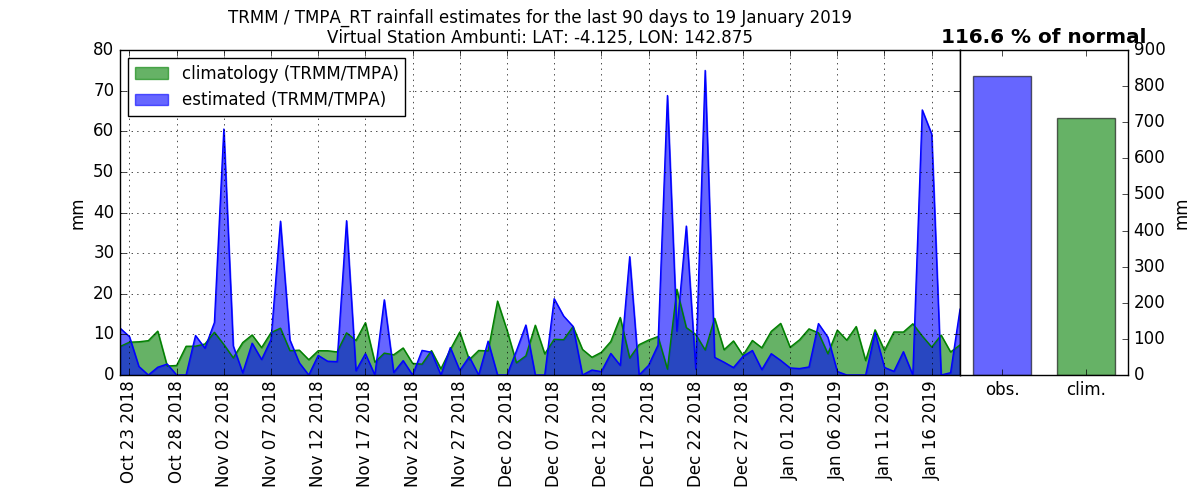 TRMM / TMPA_RT rainfall estimates for the last 90 days to 19 January 2019
Virtual Station Ambunti: LAT: -4.125, LON: 142.875
116.6 % of normal
climatology (TRMM/TMPA)
estimated (TRMM/TMPA)
mm
80
70
60
50
40
30
20
10
0
Oct 23 2018
Oct 28 2018
Nov 02 2018
Nov 07 2018
Nov 12 2018
Nov 17 2018
Nov 22 2018
Nov 27 2018
Dec 02 2018
Dec 07 2018
Dec 12 2018
Dec 17 2018
Dec 22 2018
Dec 27 2018
Jan 01 2019
Jan 06 2019
Jan 11 2019
Jan 16 2019
900
800
700
600
500
400
300
200
100
0
mm
obs.
clim.